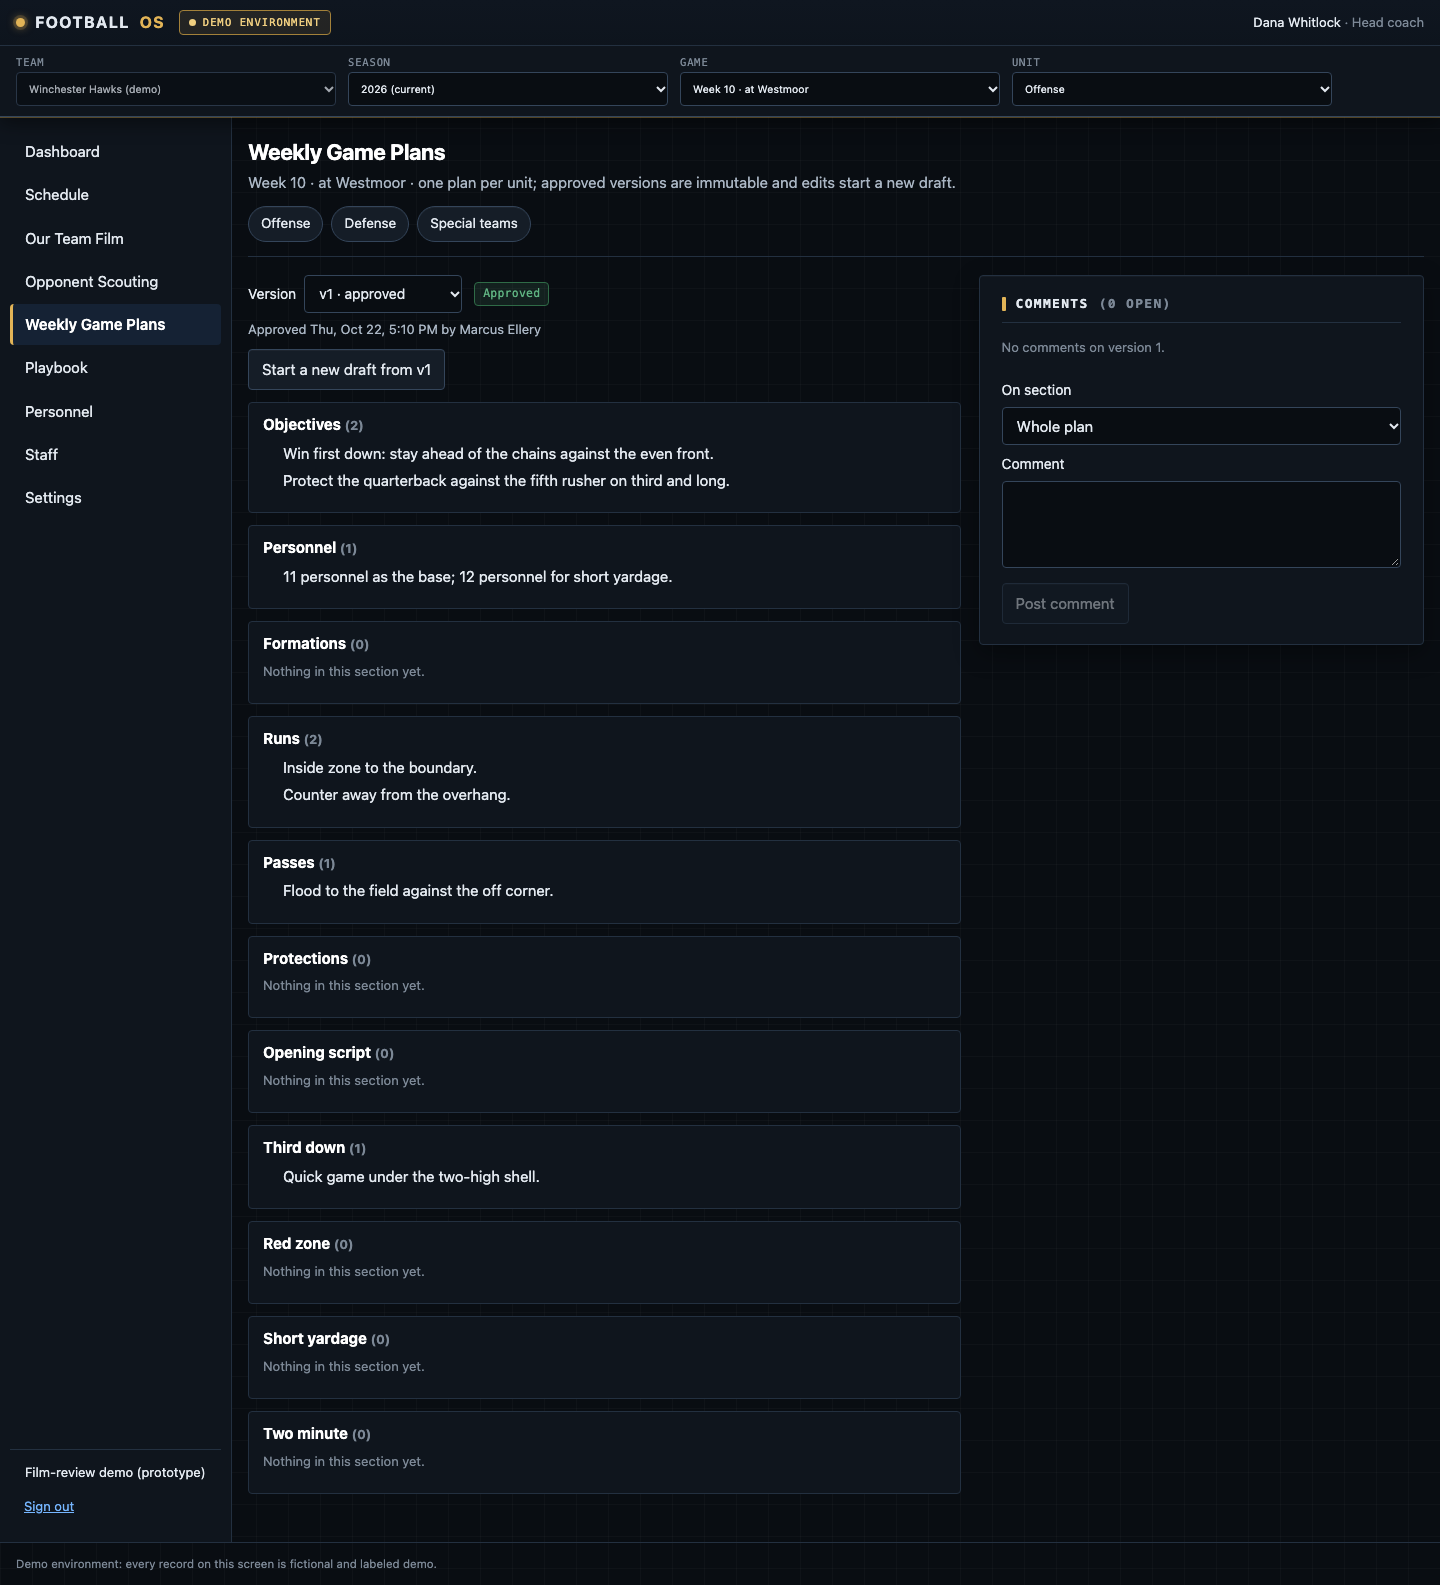 FOOTBALL OS
DEMO ENVIRONMENT
Dana Whitlock · Head coach
TEAM
Winchester Hawks (demo)
SEASON
2026 (current)
GAME
Week 10 · at Westmoor
UNIT
Offense
Dashboard
Schedule
Our Team Film
Opponent Scouting
Weekly Game Plans
Playbook
Personnel
Staff
Settings
Film-review demo (prototype)
Sign out
Weekly Game Plans
Week 10 · at Westmoor · one plan per unit; approved versions are immutable and edits start a new draft.
Offense
Defense
Special teams
Version
v1 · approved
Approved
Approved Thu, Oct 22, 5:10 PM by Marcus Ellery
Start a new draft from v1
Objectives (2)
Win first down: stay ahead of the chains against the even front.
Protect the quarterback against the fifth rusher on third and long.
Personnel (1)
11 personnel as the base; 12 personnel for short yardage.
Formations (0)
Nothing in this section yet.
Runs (2)
Inside zone to the boundary.
Counter away from the overhang.
Passes (1)
Flood to the field against the off corner.
Protections (0)
Nothing in this section yet.
Opening script (0)
Nothing in this section yet.
Third down (1)
Quick game under the two-high shell.
Red zone (0)
Nothing in this section yet.
Short yardage (0)
Nothing in this section yet.
Two minute (0)
Nothing in this section yet.
COMMENTS (0 OPEN)
No comments on version 1.
On section
Whole plan
Comment
Post comment
Demo environment: every record on this screen is fictional and labeled demo.